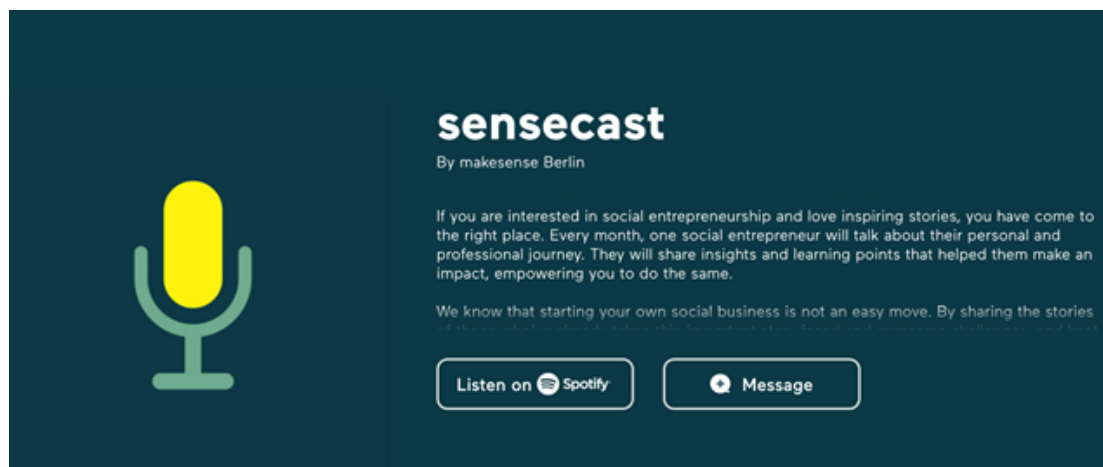 sensecast
By makesense Berlin
If you are interested in social entrepreneurship and love inspiring stories, you have come to
the right place. Every month, one social entrepreneur will talk about their personal and
professional journey. They will share insights and learning points that helped them make an
impact, empowering you to do the same.
We know that starting your own social business is not an easy move. By sharing the stories
Listen on Spotify
Message